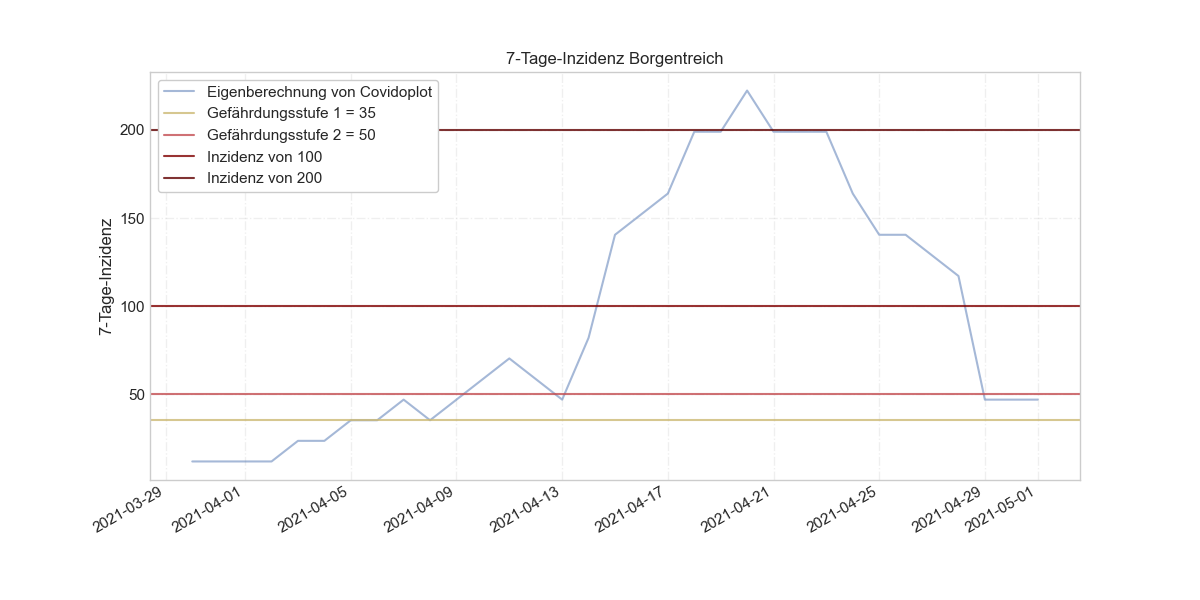 7-Tage-Inzidenz Borgentreich
Eigenberechnung von Covidoplot
Gefährdungsstufe 1 = 35
Gefährdungsstufe 2 = 50
Inzidenz von 100
Inzidenz von 200
7-Tage-Inzidenz
200
150
100
50
2021-03-29
2021-04-01
2021-04-05
2021-04-09
2021-04-13
2021-04-17
2021-04-21
2021-04-25
2021-04-29
2021-05-01